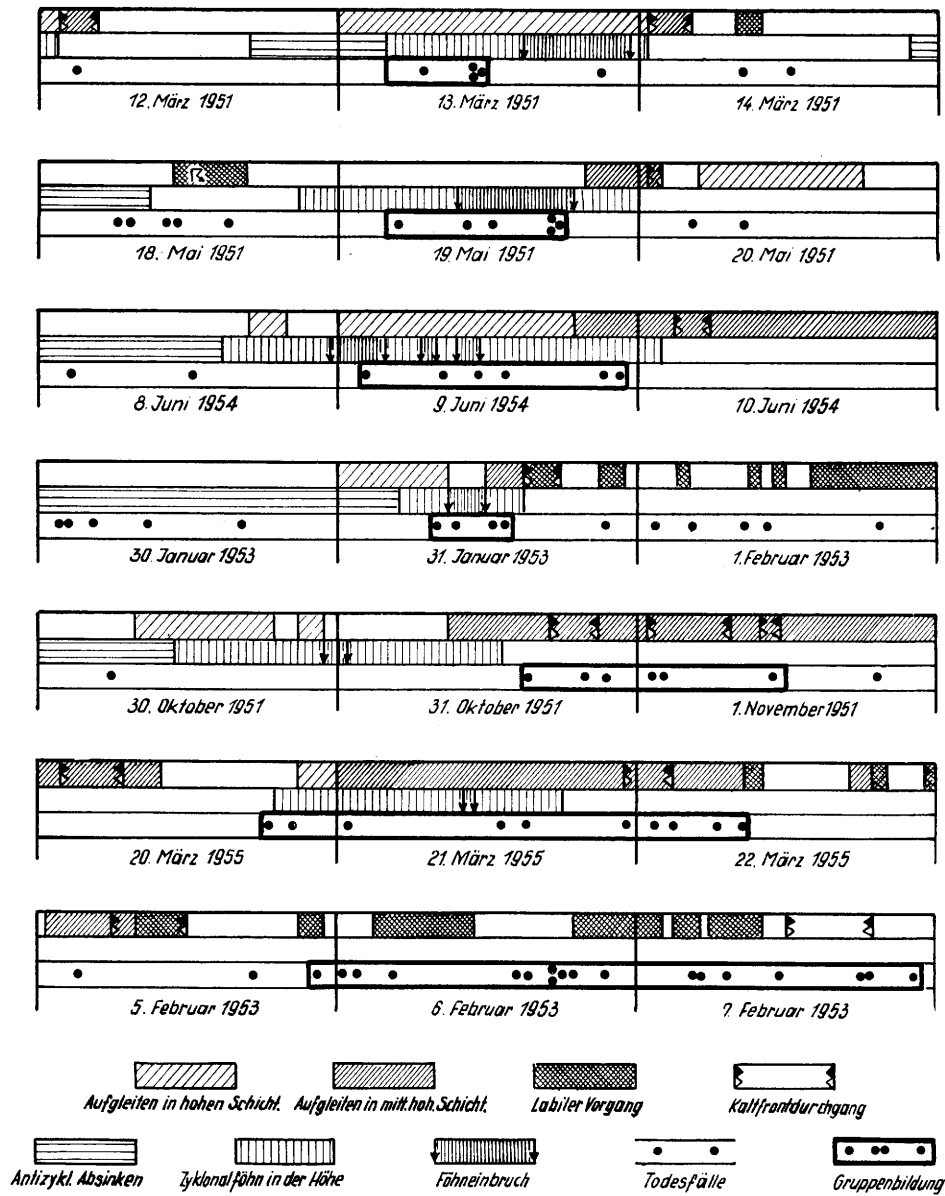 12. März 1951 13. März 1951 14. März 1951
18. Mai 1951 19. Mai 1951 20. Mai 1951
8. Juni 1954 9. Juni 1954 10. Juni 1954
30. Januar 1953 31. Januar 1953 1. Februar 1953
30. Oktober 1951 31. Oktober 1951 1. November 1951
20. März 1955 21. März 1955 22. März 1955
5. Februar 1953 6. Februar 1953 7. Februar 1953
Aufgleiten in hohen Schicht. Aufgleiten in mitt.hoh.Schicht. Labiler Vorgang Kaltfrontdurchgang
Antizykl. Absinken Zyklonalföhn in der Höhe Föhneinbruch Todesfälle Gruppenbildung